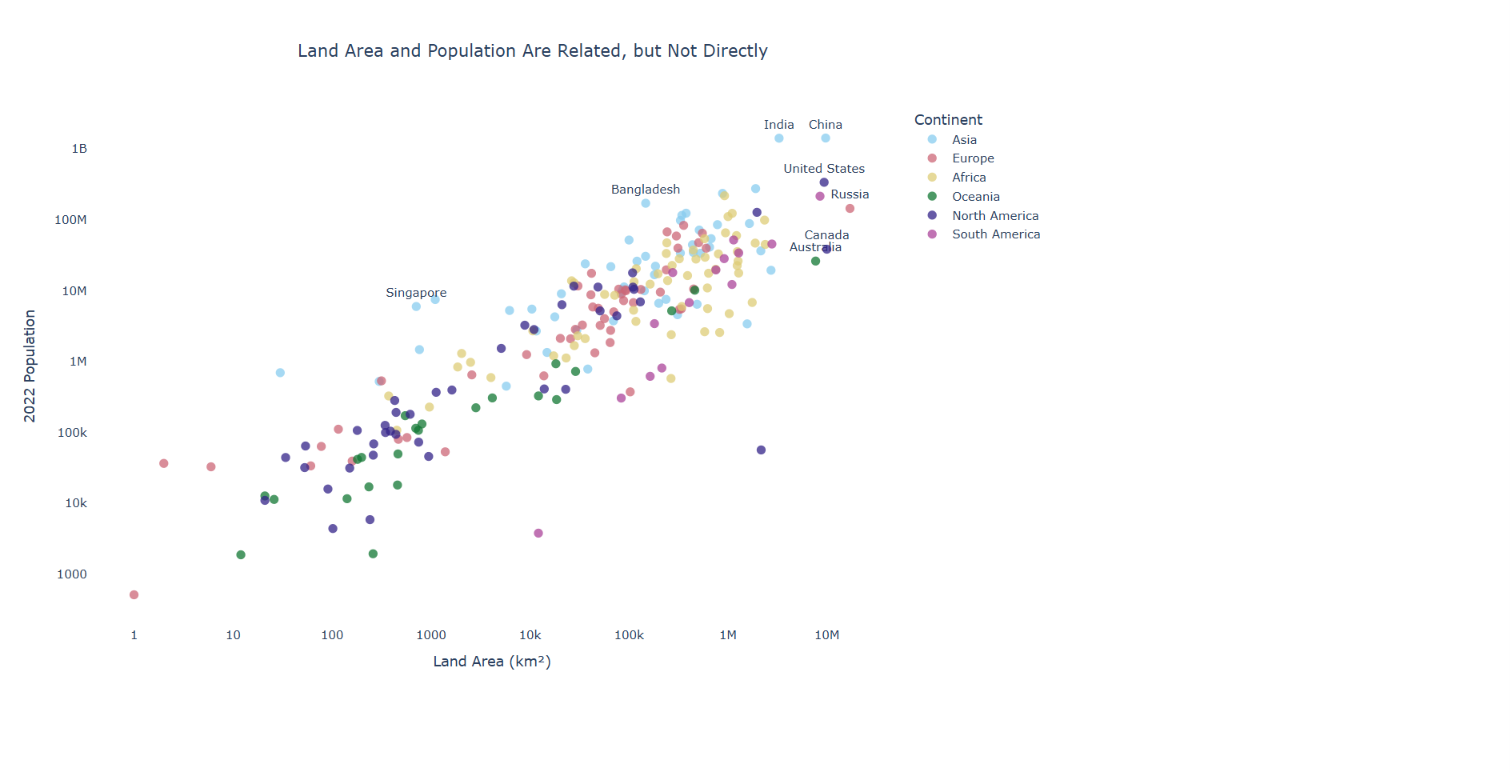 Land Area and Population Are Related, but Not Directly
Continent
Asia
Europe
Africa
Oceania
North America
South America
India
China
United States
Russia
Bangladesh
Canada
Australia
Singapore
2022 Population
1B
100M
10M
1M
100k
10k
1000
1
10
100
1000
10k
100k
1M
10M
Land Area (km²)